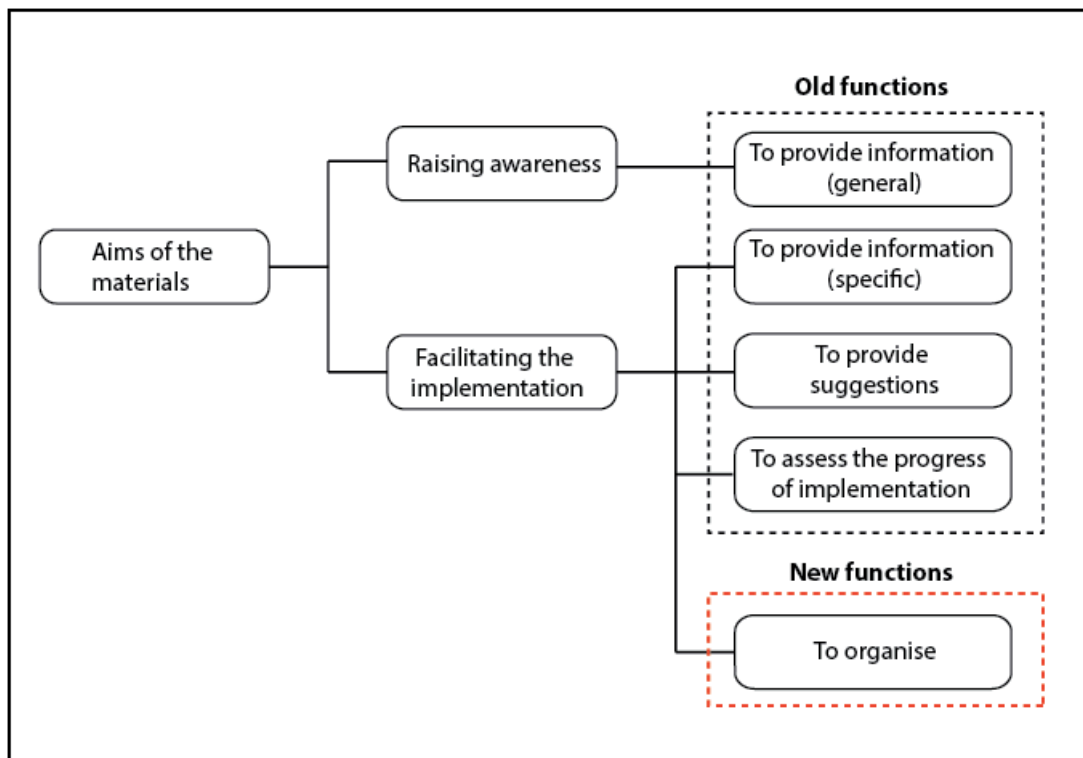 Old functions
Raising awareness
To provide information
(general)
Aims of the
materials
To provide information
(specific)
Facilitating the
implementation
To provide
suggestions
To assess the progress
of implementation
New functions
To organise